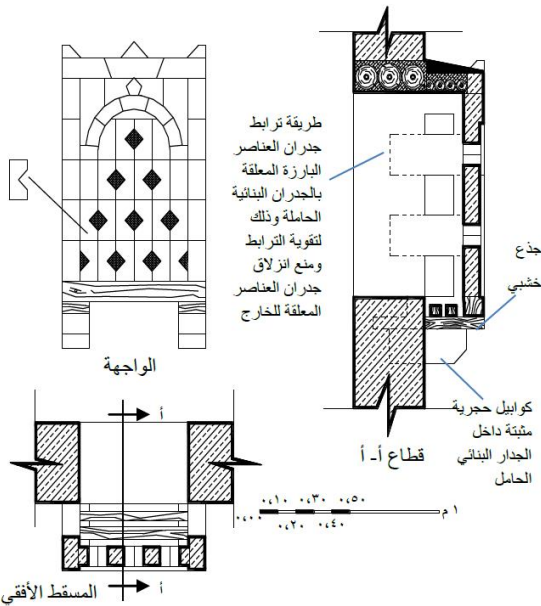 طريقة ترابط
جدران العناصر
البارزة المعلقة
بالجدران البنائية
الحاملة وذلك
لتقوية الترابط
ومنع انزلاق
جدران العناصر
المعلقة للخارج
جذع
خشبي
الواجهة
كوابيل حجرية
مثبتة داخل
الجدار البنائي
الحامل
قطاع أ- أ
أ
٠,١٠ ٠,٣٠ ٠,٥٠
٠,٠٠ ١ م
٠,٢٠ ٠,٤٠
أ
المسقط الأفقي